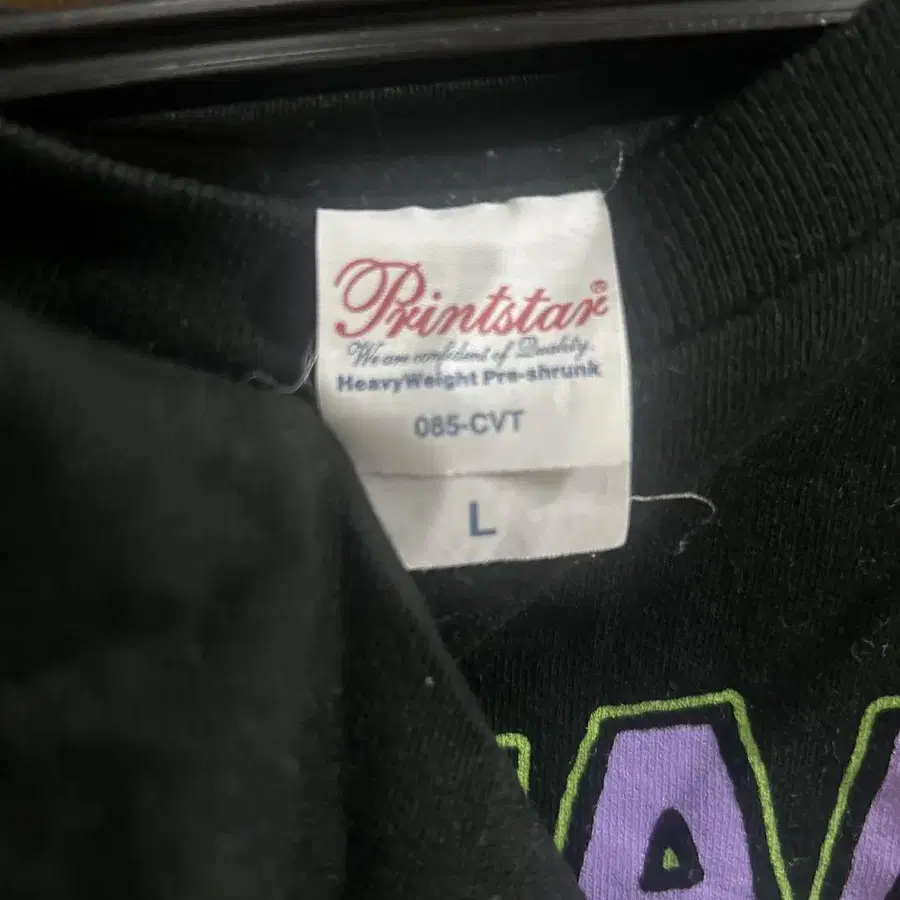 Printstar®
We are confident of Quality.
HeavyWeight Pre-shrunk
085-CVT
L
A